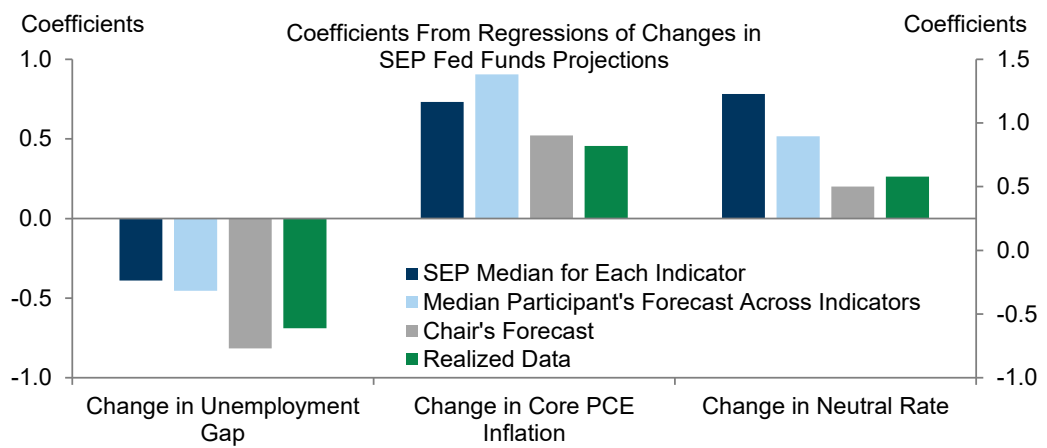 Coefficients
Coefficients
Coefficients From Regressions of Changes in
SEP Fed Funds Projections
1.0
0.5
0.0
-0.5
-1.0
1.5
1.0
0.5
0.0
-0.5
-1.0
SEP Median for Each Indicator
Median Participant's Forecast Across Indicators
Chair's Forecast
Realized Data
Change in Unemployment
Gap
Change in Core PCE
Inflation
Change in Neutral Rate